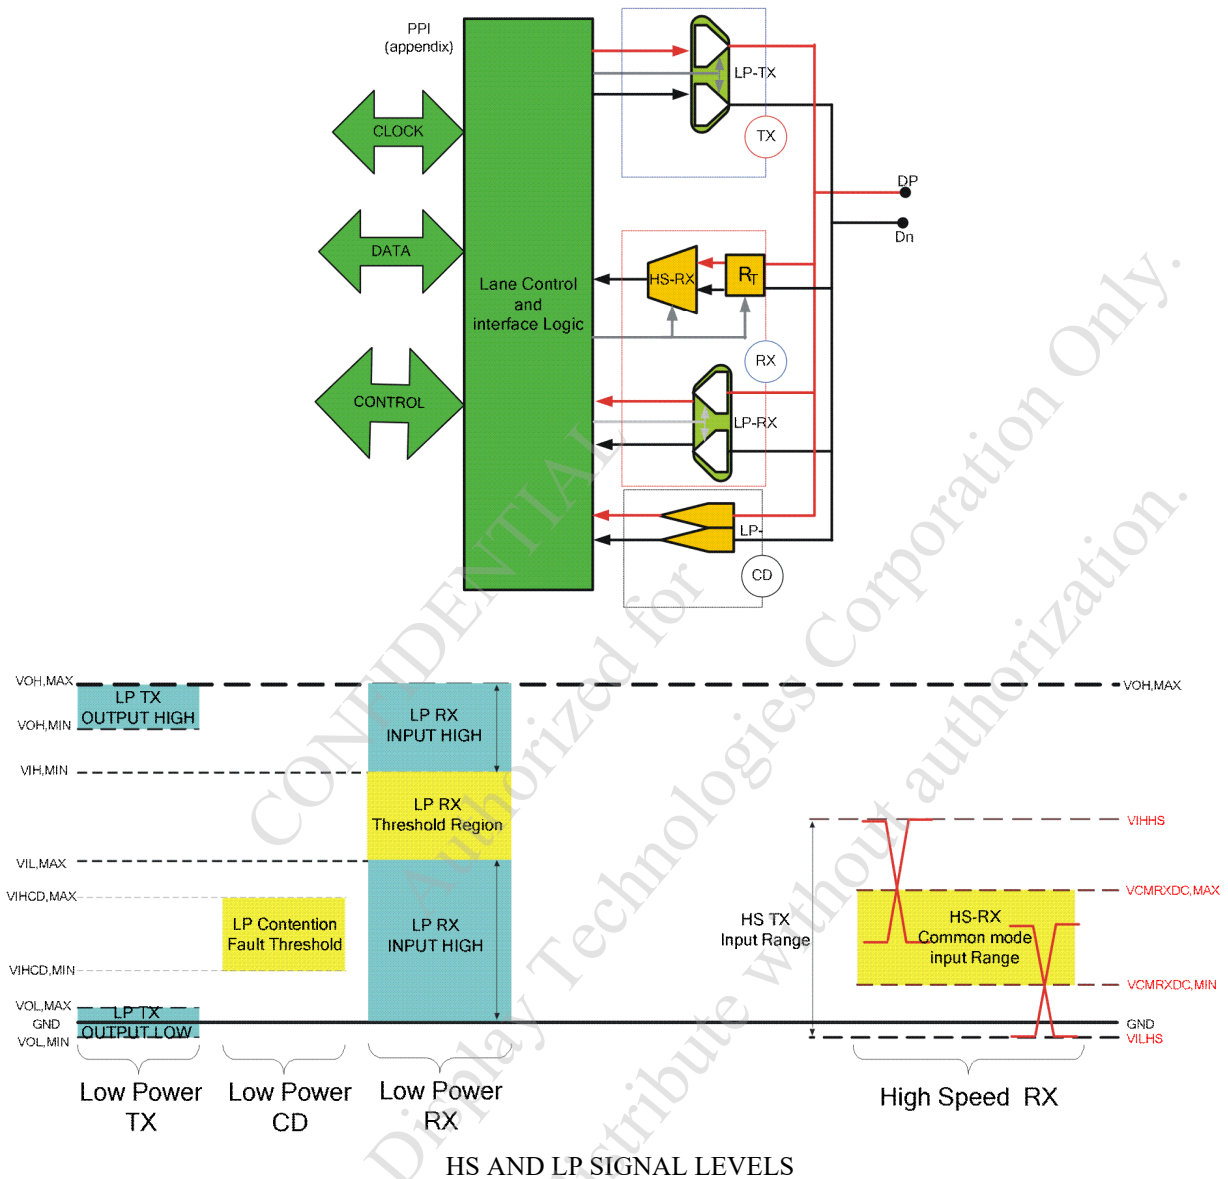 PPI
(appendix)
LP-TX
TX
CLOCK
DP
Dn
DATA
Lane Control
and
interface Logic
HS-RX
RT
RX
CONTROL
LP-RX
LP-
CD
VOH,MAX
LP TX
OUTPUT HIGH
VOH,MIN
LP RX
INPUT HIGH
VOH,MAX
VIH,MIN
LP RX
Threshold Region
VIL,MAX
VIHCD,MAX
LP Contention
Fault Threshold
VIHCD,MIN
LP RX
INPUT HIGH
VOL,MAX
LP TX
GND
OUTPUT LOW
VOL,MIN
HS TX
Input Range
VIHHS
VCMRXDC,MAX
HS-RX
Common mode
input Range
VCMRXDC,MIN
GND
VILHS
Low Power
TX
Low Power
CD
Low Power
RX
High Speed RX
HS AND LP SIGNAL LEVELS
CONFIDENTIAL
Authorized for
Display Technologies Corporation Only.
distribute without authorization.